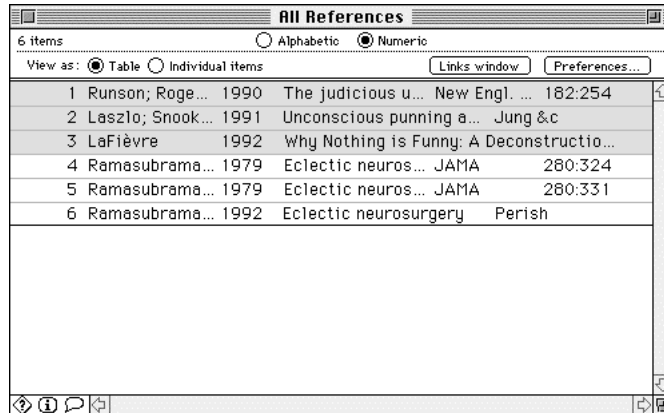 All References
6 items Alphabetic Numeric
View as: Table Individual items Links window Preferences...
1 Runson; Roge... 1990 The judicious u... New Engl. ... 182:254
2 Laszlo; Snook... 1991 Unconscious punning a... Jung &c
3 LaFièvre 1992 Why Nothing is Funny: A Deconstructio...
4 Ramasubrama... 1979 Eclectic neuros... JAMA 280:324
5 Ramasubrama... 1979 Eclectic neuros... JAMA 280:331
6 Ramasubrama... 1992 Eclectic neurosurgery Perish